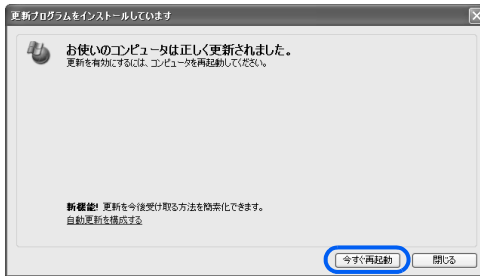 更新プログラムをインストールしています
お使いのコンピュータは正しく更新されました。
更新を有効にするには、コンピュータを再起動してください。
新機能! 更新を今後受け取る方法を簡素化できます。
自動更新を構成する
今すぐ再起動 閉じる